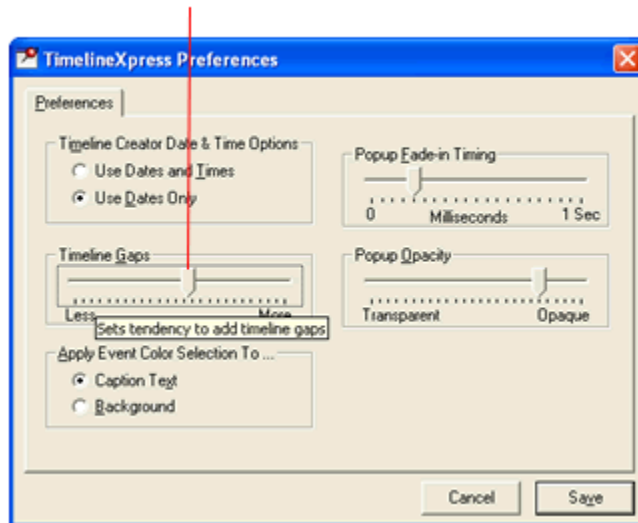 TimelineXpress Preferences
Preferences
Timeline Creator Date & Time Options
Use Dates and Times
Use Dates Only
Popup Fade-in Timing
0 Milliseconds 1 Sec
Timeline Gaps
Less More
Sets tendency to add timeline gaps
Popup Opacity
Transparent Opaque
Apply Event Color Selection To ...
Caption Text
Background
Cancel Save